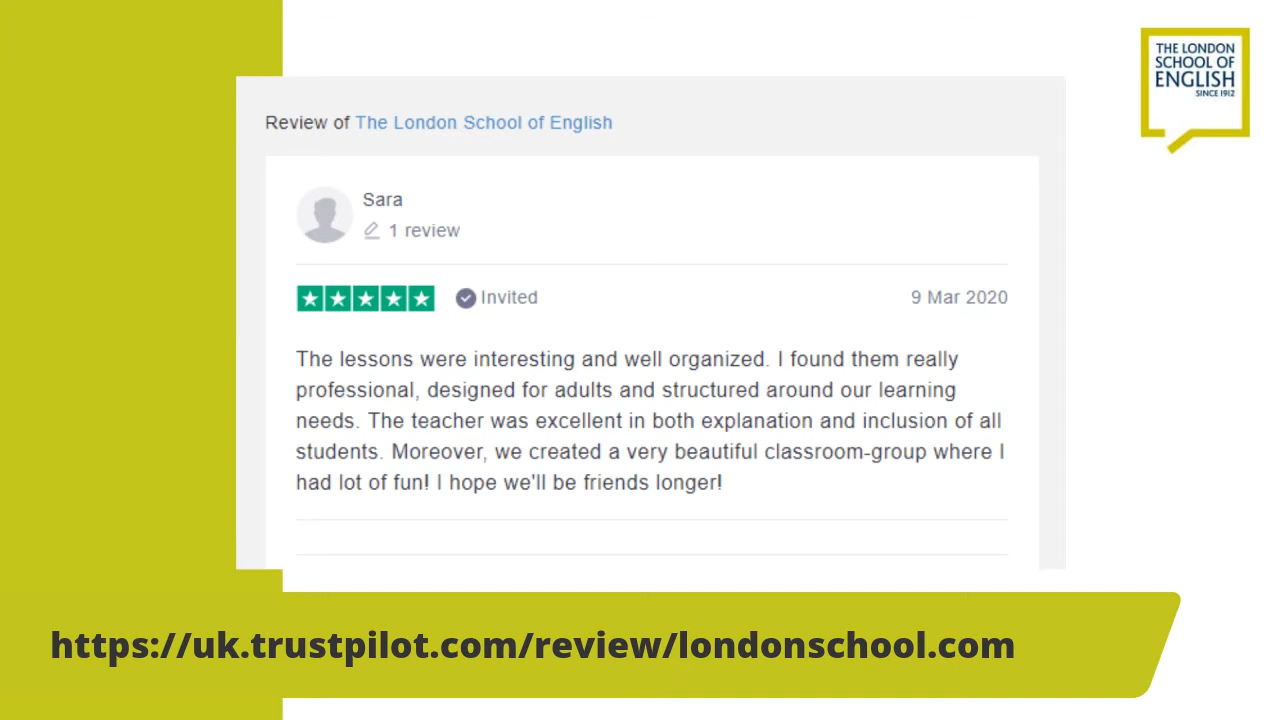 THE LONDON
SCHOOL OF
ENGLISH
SINCE 1912
Review of The London School of English
Sara
1 review
Invited
9 Mar 2020
The lessons were interesting and well organized. I found them really
professional, designed for adults and structured around our learning
needs. The teacher was excellent in both explanation and inclusion of all
students. Moreover, we created a very beautiful classroom-group where I
had lot of fun! I hope we'll be friends longer!
https://uk.trustpilot.com/review/londonschool.com